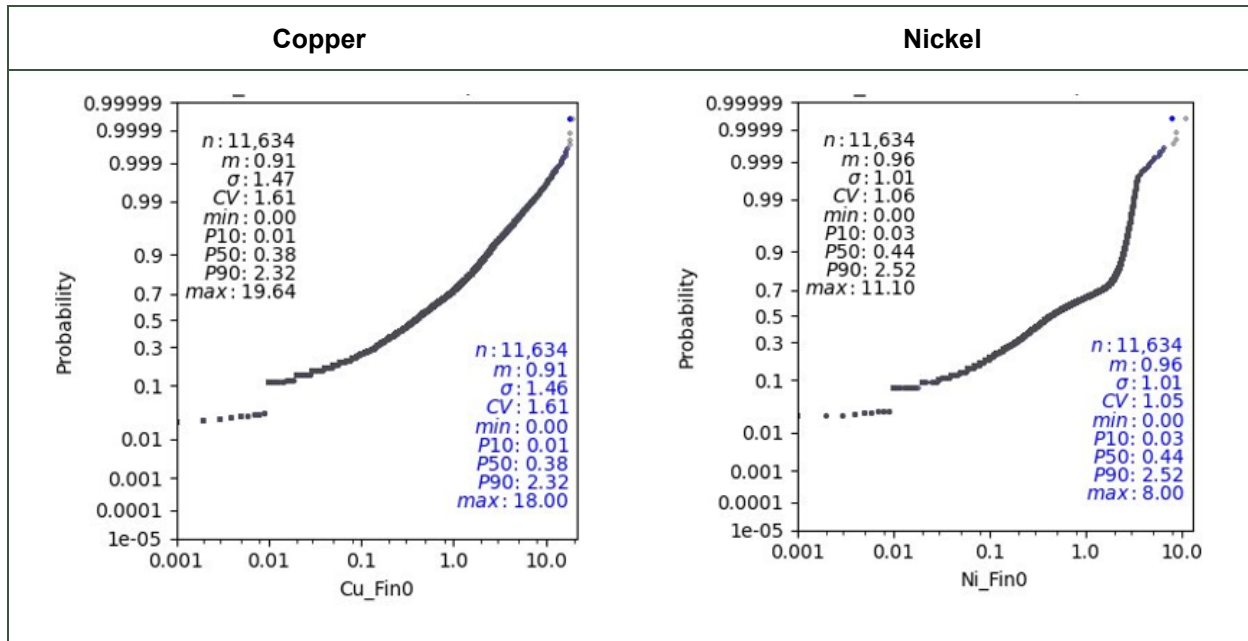 Copper
Nickel
0.99999
0.9999
0.999
0.99
0.9
0.7
0.5
0.3
0.1
0.01
0.001
0.0001
1e-05
Probability
n: 11,634
m: 0.91
σ: 1.47
CV: 1.61
min: 0.00
P10: 0.01
P50: 0.38
P90: 2.32
max: 19.64
n: 11,634
m: 0.91
σ: 1.46
CV: 1.61
min: 0.00
P10: 0.01
P50: 0.38
P90: 2.32
max: 18.00
0.001
0.01
0.1
1.0
10.0
Cu_Fin0
0.99999
0.9999
0.999
0.99
0.9
0.7
0.5
0.3
0.1
0.01
0.001
0.0001
1e-05
Probability
n: 11,634
m: 0.96
σ: 1.01
CV: 1.06
min: 0.00
P10: 0.03
P50: 0.44
P90: 2.52
max: 11.10
n: 11,634
m: 0.96
σ: 1.01
CV: 1.05
min: 0.00
P10: 0.03
P50: 0.44
P90: 2.52
max: 8.00
0.001
0.01
0.1
1.0
10.0
Ni_Fin0